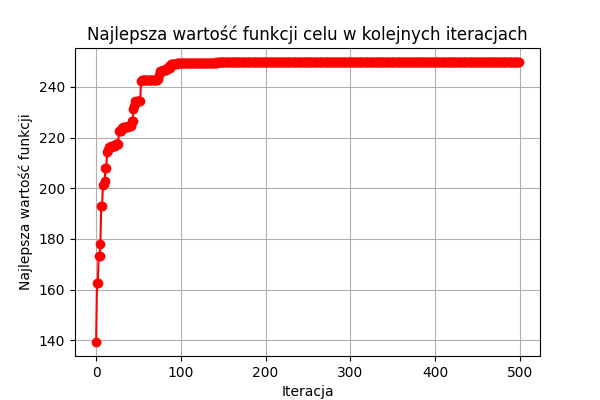 Najlepsza wartość funkcji celu w kolejnych iteracjach
Najlepsza wartość funkcji
240
220
200
180
160
140
0 100 200 300 400 500
Iteracja